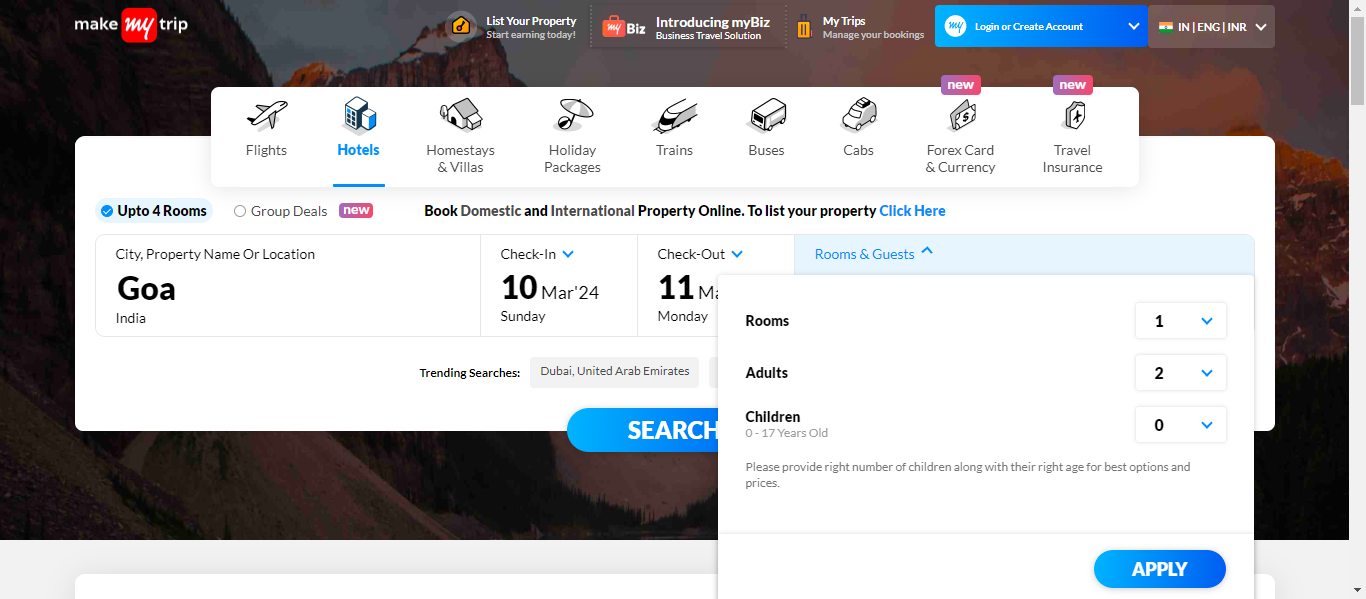 make my trip
List Your Property
Start earning today!
my Biz
Introducing myBiz
Business Travel Solution
My Trips
Manage your bookings
my
Login or Create Account
IN | ENG | INR
new
new
Flights
Hotels
Homestays
& Villas
Holiday
Packages
Trains
Buses
Cabs
Forex Card
& Currency
Travel
Insurance
Upto 4 Rooms
Group Deals
new
Book Domestic and International Property Online. To list your property Click Here
City, Property Name Or Location
Goa
India
Check-In
10 Mar'24
Sunday
Check-Out
11
Monday
Rooms & Guests
Rooms
1
Adults
2
Children
0 - 17 Years Old
0
Please provide right number of children along with their right age for best options and
prices.
APPLY
Trending Searches:
Dubai, United Arab Emirates
SEARCH